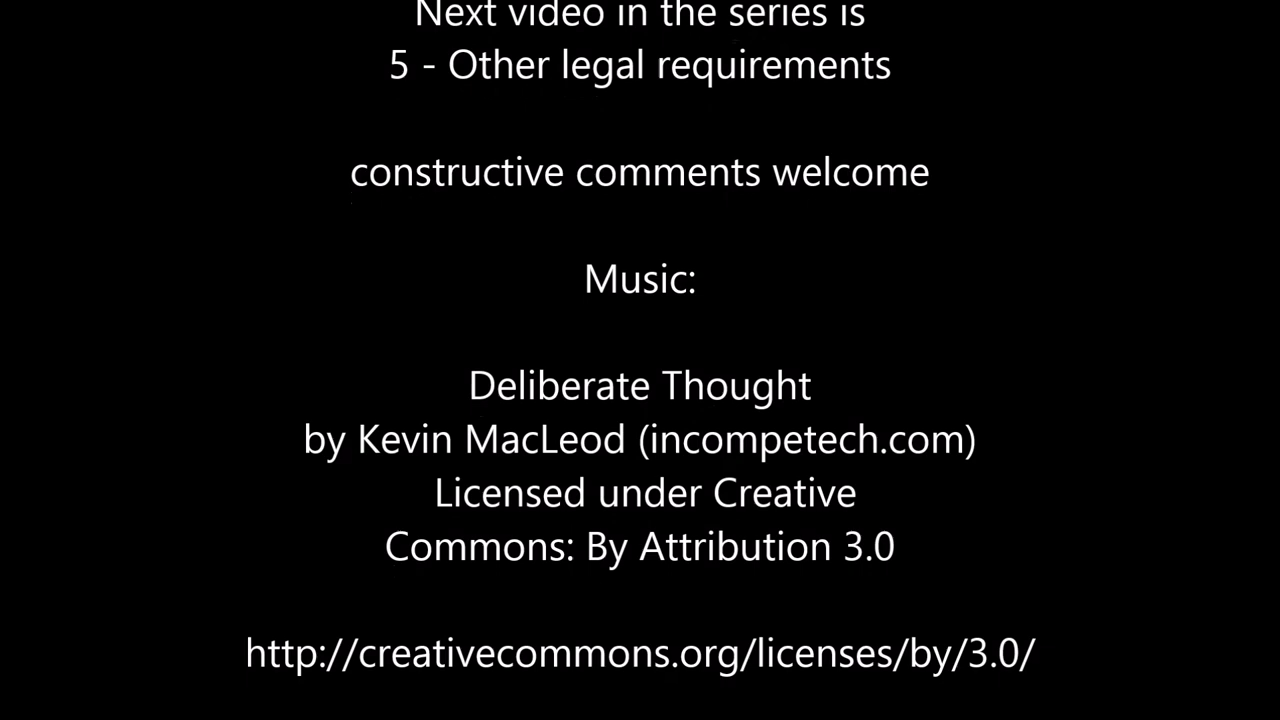 Next video in the series is
5 - Other legal requirements
constructive comments welcome
Music:
Deliberate Thought
by Kevin MacLeod (incompetech.com)
Licensed under Creative
Commons: By Attribution 3.0
http://creativecommons.org/licenses/by/3.0/